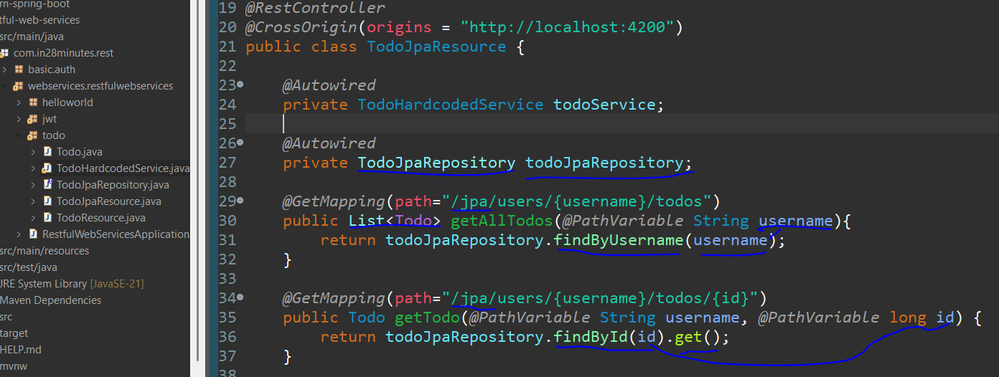 rn-spring-boot
tful-web-services
src/main/java
com.in28minutes.rest
basic.auth
webservices.restfulwebservices
helloworld
jwt
todo
Todo.java
TodoHardcodedService.java
TodoJpaRepository.java
TodoJpaResource.java
TodoResource.java
RestfulWebServicesApplication
src/main/resources
src/test/java
JRE System Library [JavaSE-21]
Maven Dependencies
src
target
HELP.md
mvnw
19 @RestController
20 @CrossOrigin(origins = "http://localhost:4200")
21 public class TodoJpaResource {
22
23 @Autowired
24 private TodoHardcodedService todoService;
25
26 @Autowired
27 private TodoJpaRepository todoJpaRepository;
28
29 @GetMapping(path="/jpa/users/{username}/todos")
30 public List<Todo> getAllTodos(@PathVariable String username){
31 return todoJpaRepository.findByUsername(username);
32 }
33
34 @GetMapping(path="/jpa/users/{username}/todos/{id}")
35 public Todo getTodo(@PathVariable String username, @PathVariable long id) {
36 return todoJpaRepository.findById(id).get();
37 }
38